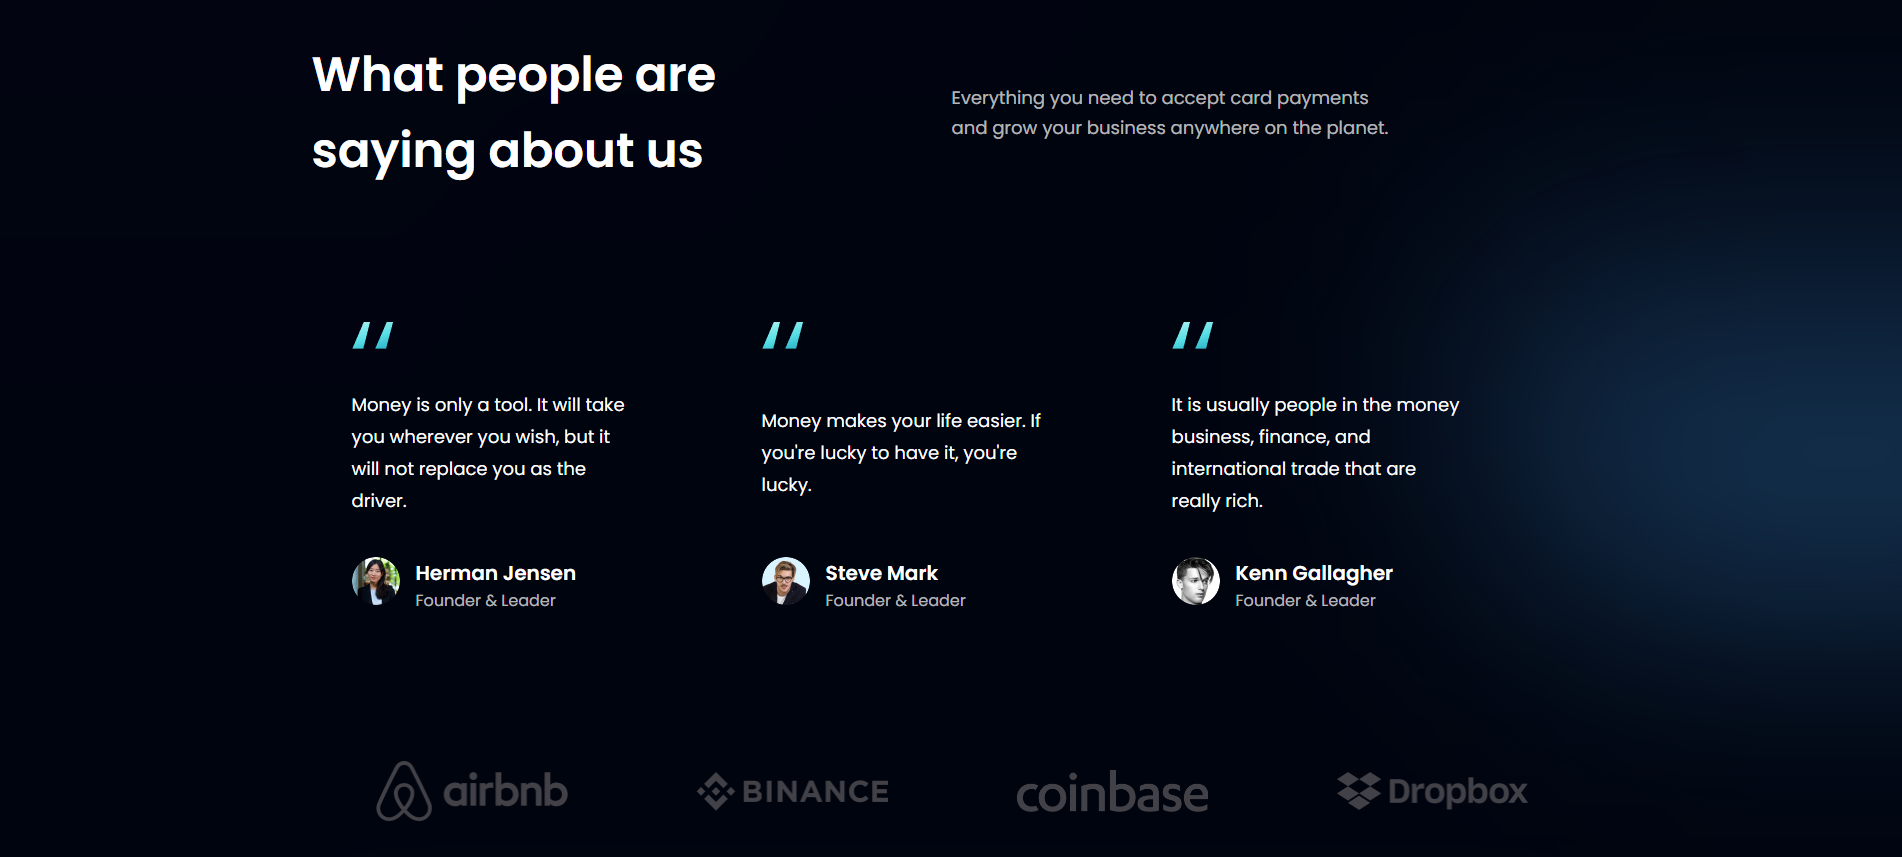 What people are
saying about us
Everything you need to accept card payments
and grow your business anywhere on the planet.
Money is only a tool. It will take
you wherever you wish, but it
will not replace you as the
driver.
Herman Jensen
Founder & Leader
Money makes your life easier. If
you're lucky to have it, you're
lucky.
Steve Mark
Founder & Leader
It is usually people in the money
business, finance, and
international trade that are
really rich.
Kenn Gallagher
Founder & Leader
airbnb
BINANCE
coinbase
Dropbox